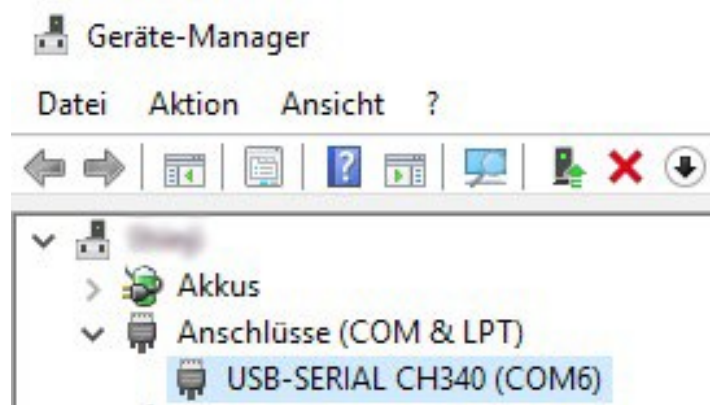 Geräte-Manager
Datei Aktion Ansicht ?
Akkus
Anschlüsse (COM & LPT)
USB-SERIAL CH340 (COM6)